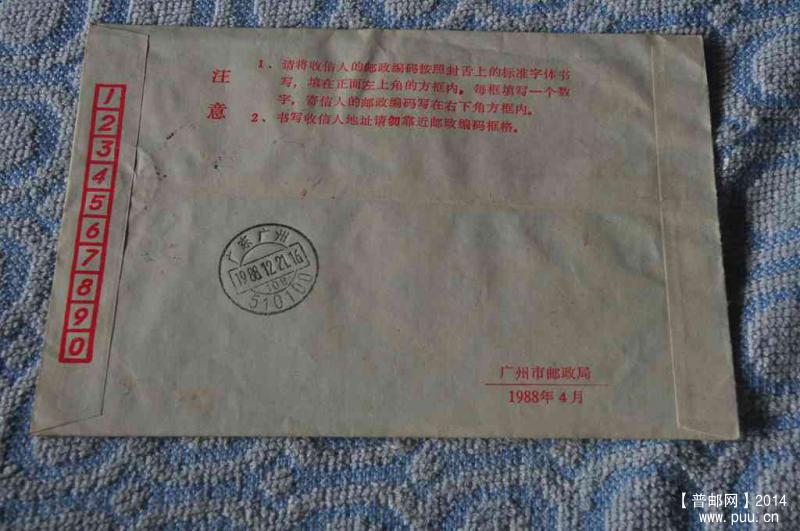 注意
1、请将收信人的邮政编码按照封舌上的标准字体书
写，填在正面左上角的方框内。每框填写一个数
字，寄信人的邮政编码写在右下角方框内。
2、书写收信人地址请勿靠近邮政编码框格。
1
2
3
4
5
6
7
8
9
0
广东广州
1988.12.21.16
510100
广州市邮政局
1988年4月
【普邮网】2014
www.puu.cn